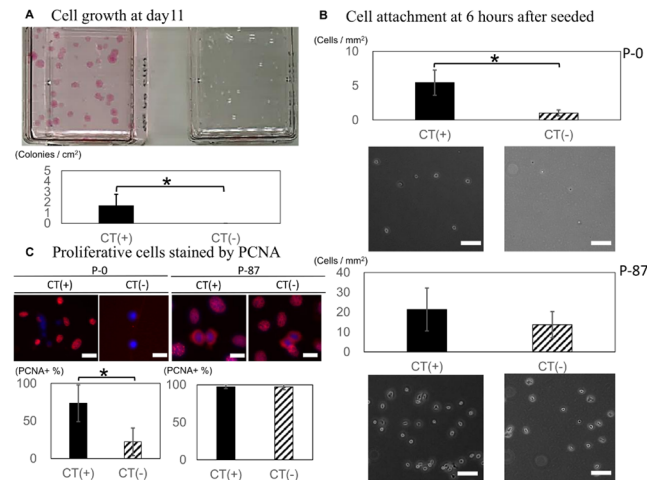 A Cell growth at day11
(Colonies / cm²)
5
4
3
2
1
0
*
CT(+) CT(-)
B Cell attachment at 6 hours after seeded
(Cells / mm²)
P-0
10
5
0
*
CT(+) CT(-)
(Cells / mm²)
P-87
40
30
20
10
0
CT(+) CT(-)
C Proliferative cells stained by PCNA
P-0 P-87
CT(+) CT(-) CT(+) CT(-)
(PCNA+ %) (PCNA+ %)
100
50
0
*
CT(+) CT(-)
100
50
0
CT(+) CT(-)